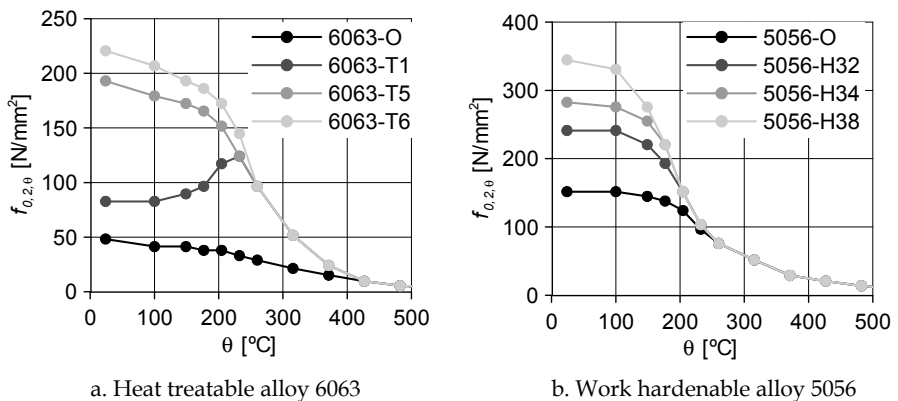 250
200
150
100
50
0
f0,2,θ [N/mm²]
6063-O
6063-T1
6063-T5
6063-T6
0 100 200 300 400 500
θ [ºC]
a. Heat treatable alloy 6063
400
300
200
100
0
f0,2,θ [N/mm²]
5056-O
5056-H32
5056-H34
5056-H38
0 100 200 300 400 500
θ [ºC]
b. Work hardenable alloy 5056